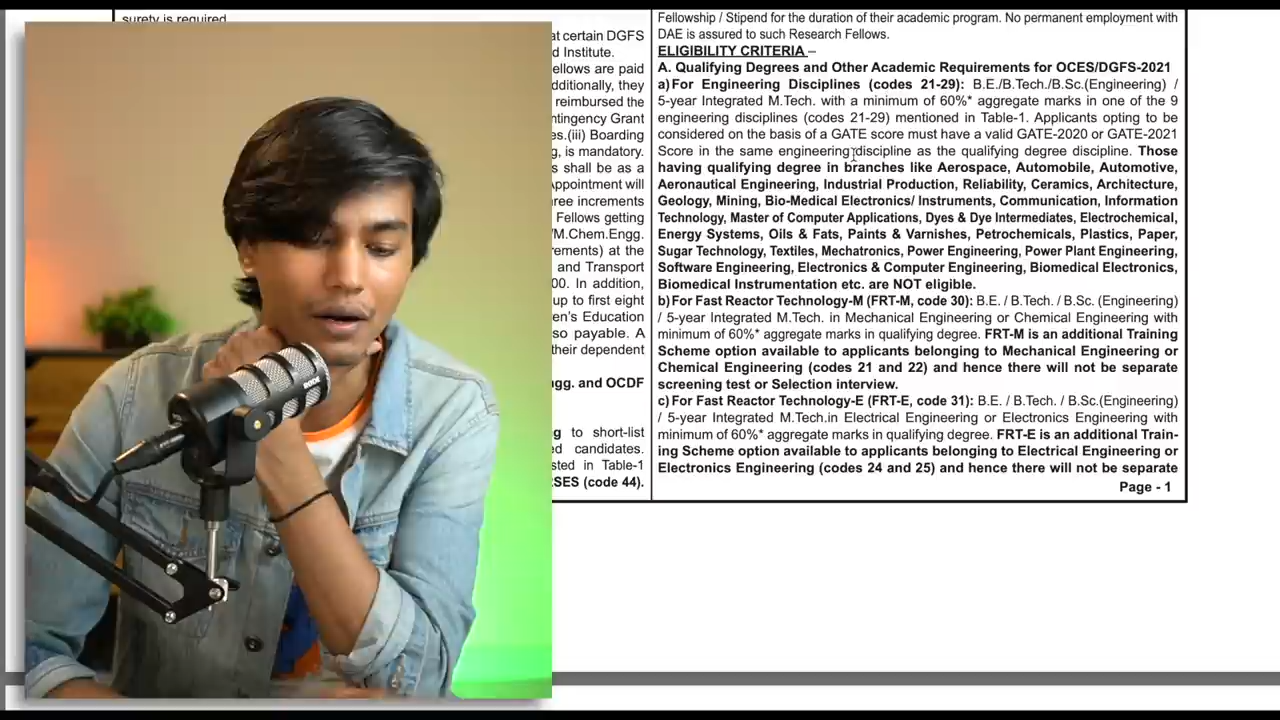 surety is required
at certain DGFS
d Institute.
ellows are paid
dditionally, they
reimbursed the
ntingency Grant
es.(iii) Boarding
g, is mandatory.
s shall be as a
Appointment will
ree increments
Fellows getting
/M.Chem.Engg.
rements) at the
and Transport
00. In addition,
up to first eight
en's Education
so payable. A
their dependent
ngg. and OCDF
g to short-list
ed candidates.
sted in Table-1
SES (code 44).
Fellowship / Stipend for the duration of their academic program. No permanent employment with
DAE is assured to such Research Fellows.
ELIGIBILITY CRITERIA –
A. Qualifying Degrees and Other Academic Requirements for OCES/DGFS-2021
a) For Engineering Disciplines (codes 21-29): B.E./B.Tech./B.Sc.(Engineering) /
5-year Integrated M.Tech. with a minimum of 60%* aggregate marks in one of the 9
engineering disciplines (codes 21-29) mentioned in Table-1. Applicants opting to be
considered on the basis of a GATE score must have a valid GATE-2020 or GATE-2021
Score in the same engineering discipline as the qualifying degree discipline. Those
having qualifying degree in branches like Aerospace, Automobile, Automotive,
Aeronautical Engineering, Industrial Production, Reliability, Ceramics, Architecture,
Geology, Mining, Bio-Medical Electronics/ Instruments, Communication, Information
Technology, Master of Computer Applications, Dyes & Dye Intermediates, Electrochemical,
Energy Systems, Oils & Fats, Paints & Varnishes, Petrochemicals, Plastics, Paper,
Sugar Technology, Textiles, Mechatronics, Power Engineering, Power Plant Engineering,
Software Engineering, Electronics & Computer Engineering, Biomedical Electronics,
Biomedical Instrumentation etc. are NOT eligible.
b) For Fast Reactor Technology-M (FRT-M, code 30): B.E. / B.Tech. / B.Sc. (Engineering)
/ 5-year Integrated M.Tech. in Mechanical Engineering or Chemical Engineering with
minimum of 60%* aggregate marks in qualifying degree. FRT-M is an additional Training
Scheme option available to applicants belonging to Mechanical Engineering or
Chemical Engineering (codes 21 and 22) and hence there will not be separate
screening test or Selection interview.
c) For Fast Reactor Technology-E (FRT-E, code 31): B.E. / B.Tech. / B.Sc.(Engineering)
/ 5-year Integrated M.Tech.in Electrical Engineering or Electronics Engineering with
minimum of 60%* aggregate marks in qualifying degree. FRT-E is an additional Train-
ing Scheme option available to applicants belonging to Electrical Engineering or
Electronics Engineering (codes 24 and 25) and hence there will not be separate
Page - 1
RODE